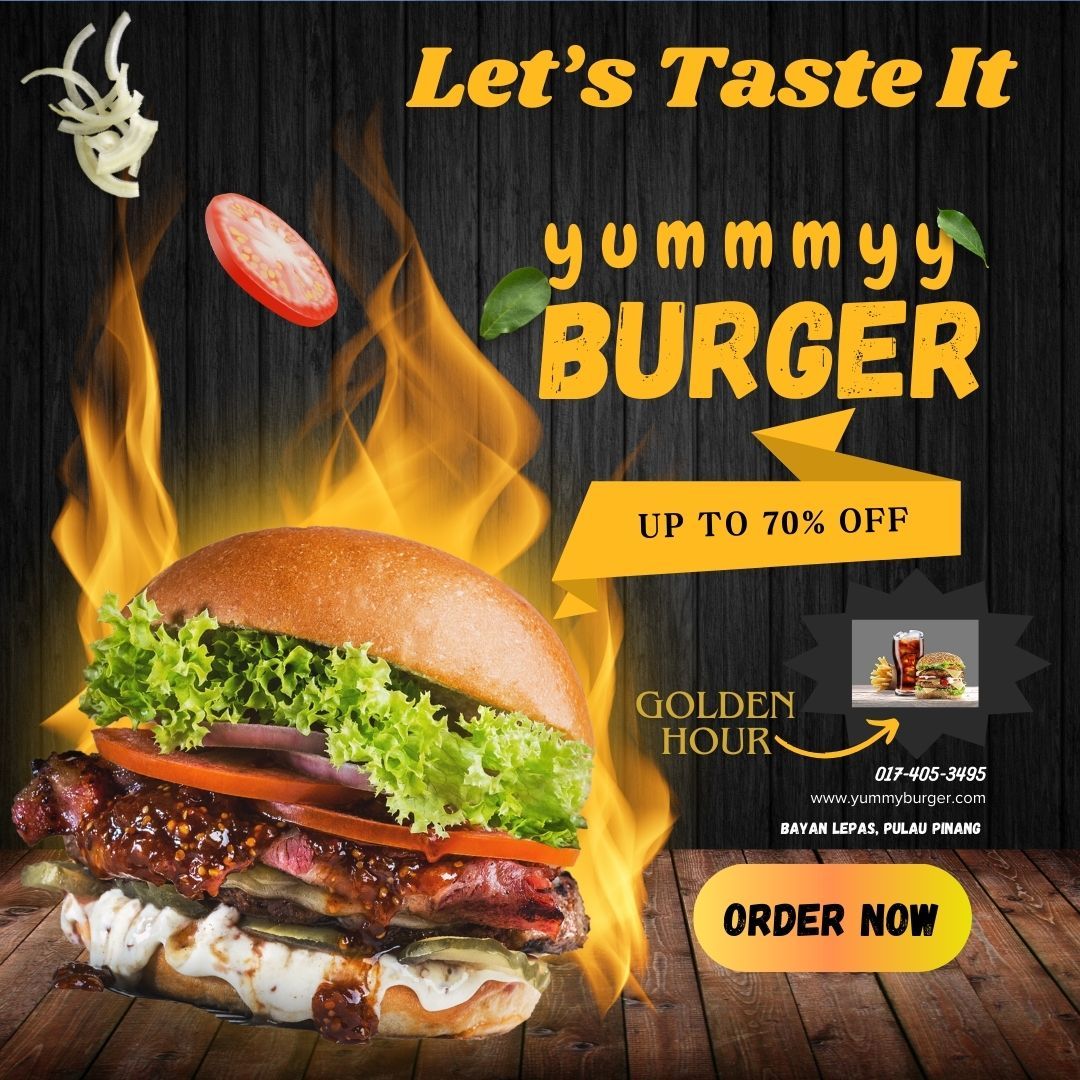 Let's Taste It
yummmyy
BURGER
UP TO 70% OFF
GOLDEN
HOUR
017-405-3495
www.yummyburger.com
BAYAN LEPAS, PULAU PINANG
ORDER NOW